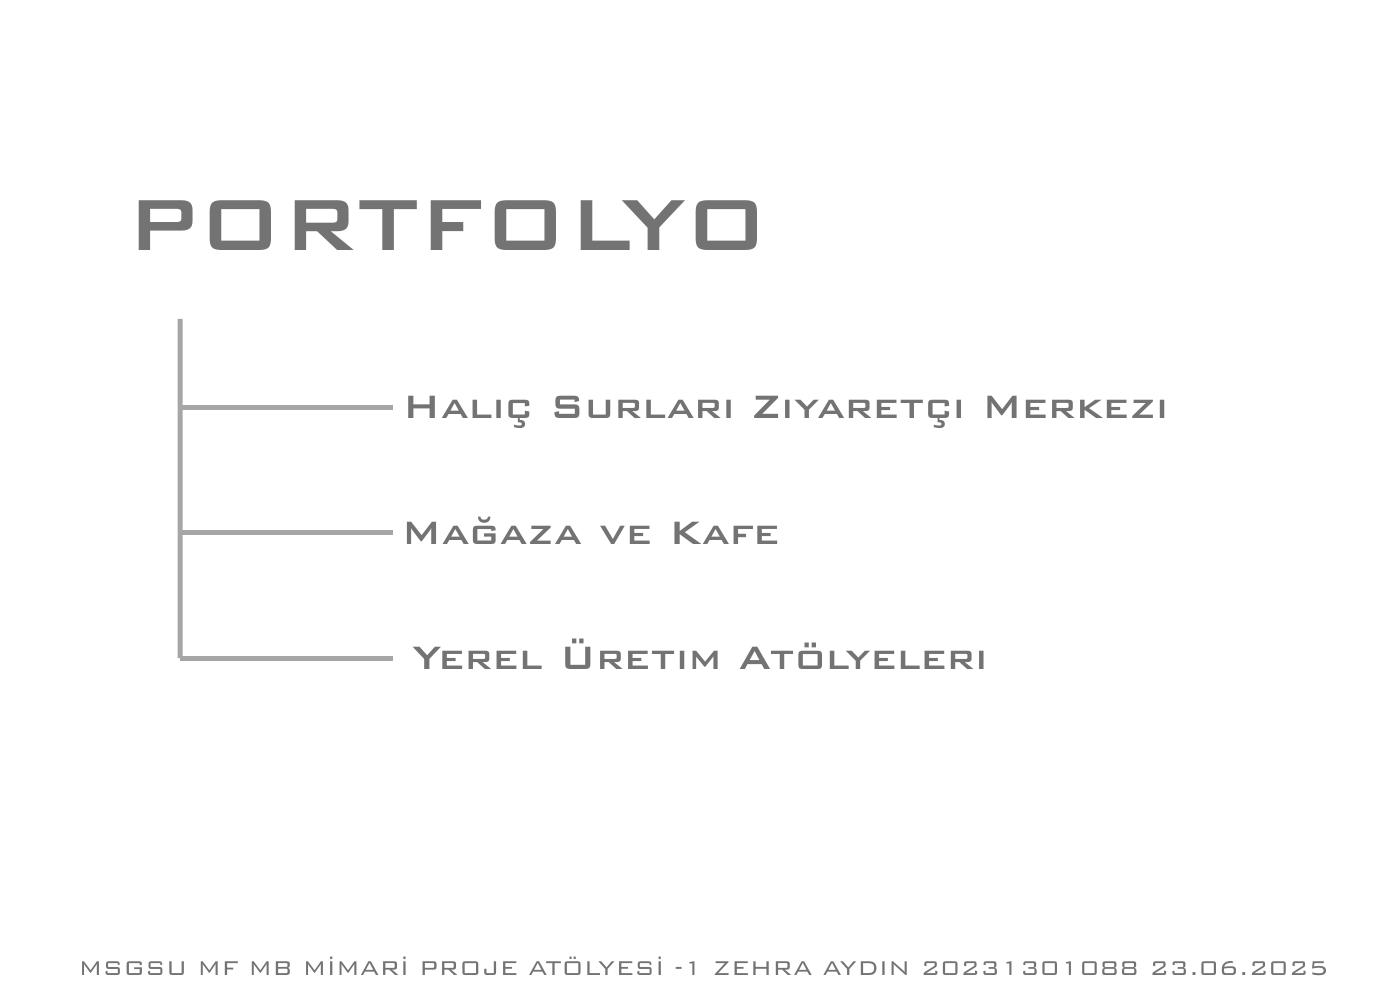 PORTFOLYO
HALIÇ SURLARI ZIYARETÇI MERKEZI
MAĞAZA VE KAFE
YEREL ÜRETIM ATÖLYELERI
MSGSU MF MB MİMARİ PROJE ATÖLYESİ -1 ZEHRA AYDIN 20231301088 23.06.2025